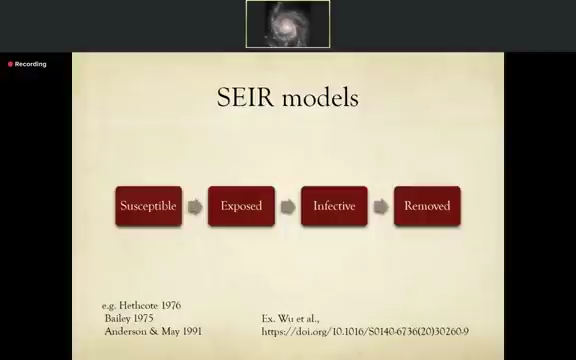 Recording
SEIR models
Susceptible
Exposed
Infective
Removed
e.g. Hethcote 1976
Bailey 1975
Anderson & May 1991
Ex. Wu et al.,
https://doi.org/10.1016/S0140-6736(20)30260-9